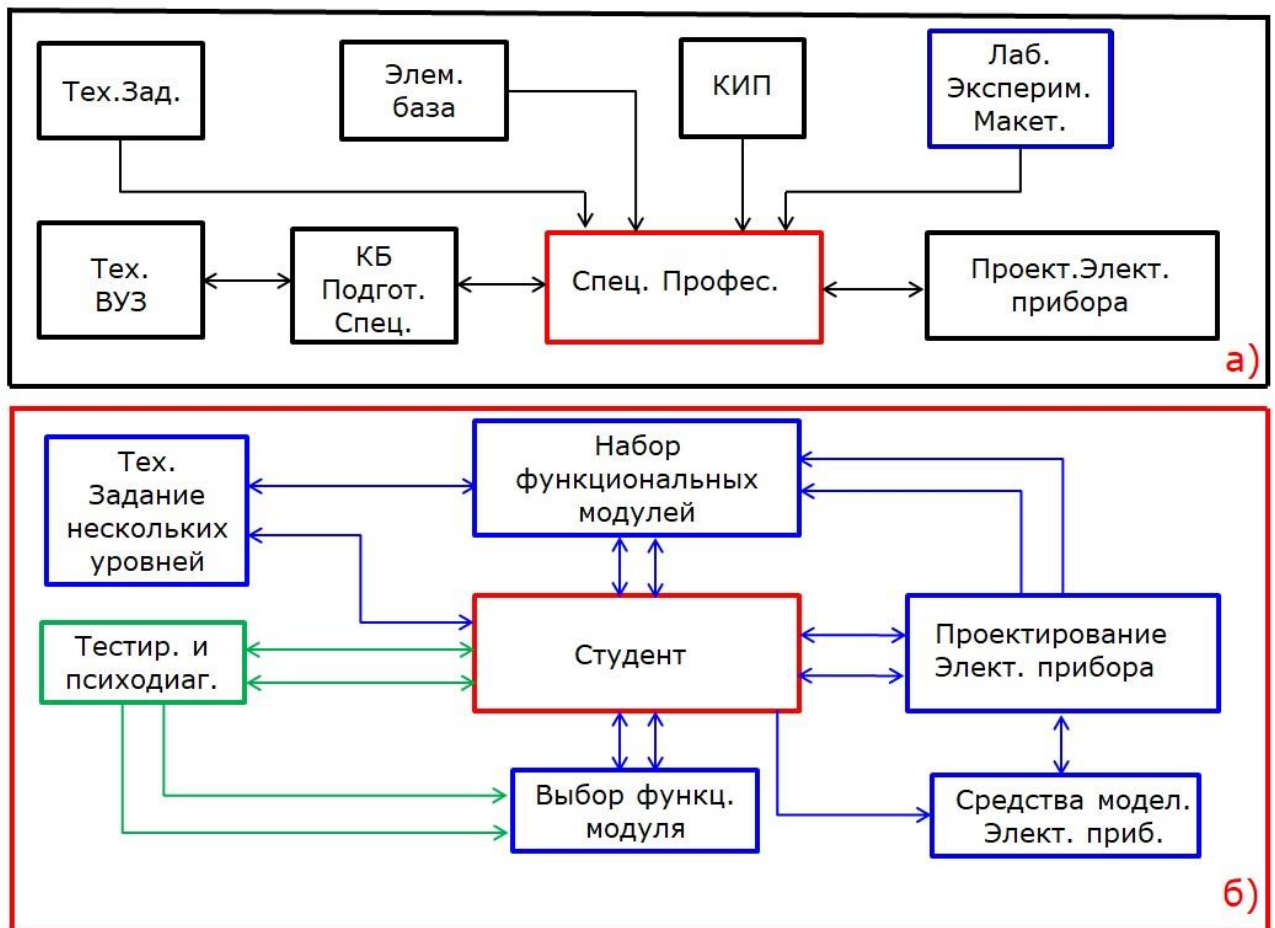 Тех.Зад.
Элем.
база
КИП
Лаб.
Эксперим.
Макет.
Тех.
ВУЗ
КБ
Подгот.
Спец.
Спец. Профес.
Проект.Элект.
прибора
а)
Тех.
Задание
нескольких
уровней
Набор
функциональных
модулей
Тестир. и
психодиаг.
Студент
Проектирование
Элект. прибора
Выбор функц.
модуля
Средства модел.
Элект. приб.
б)